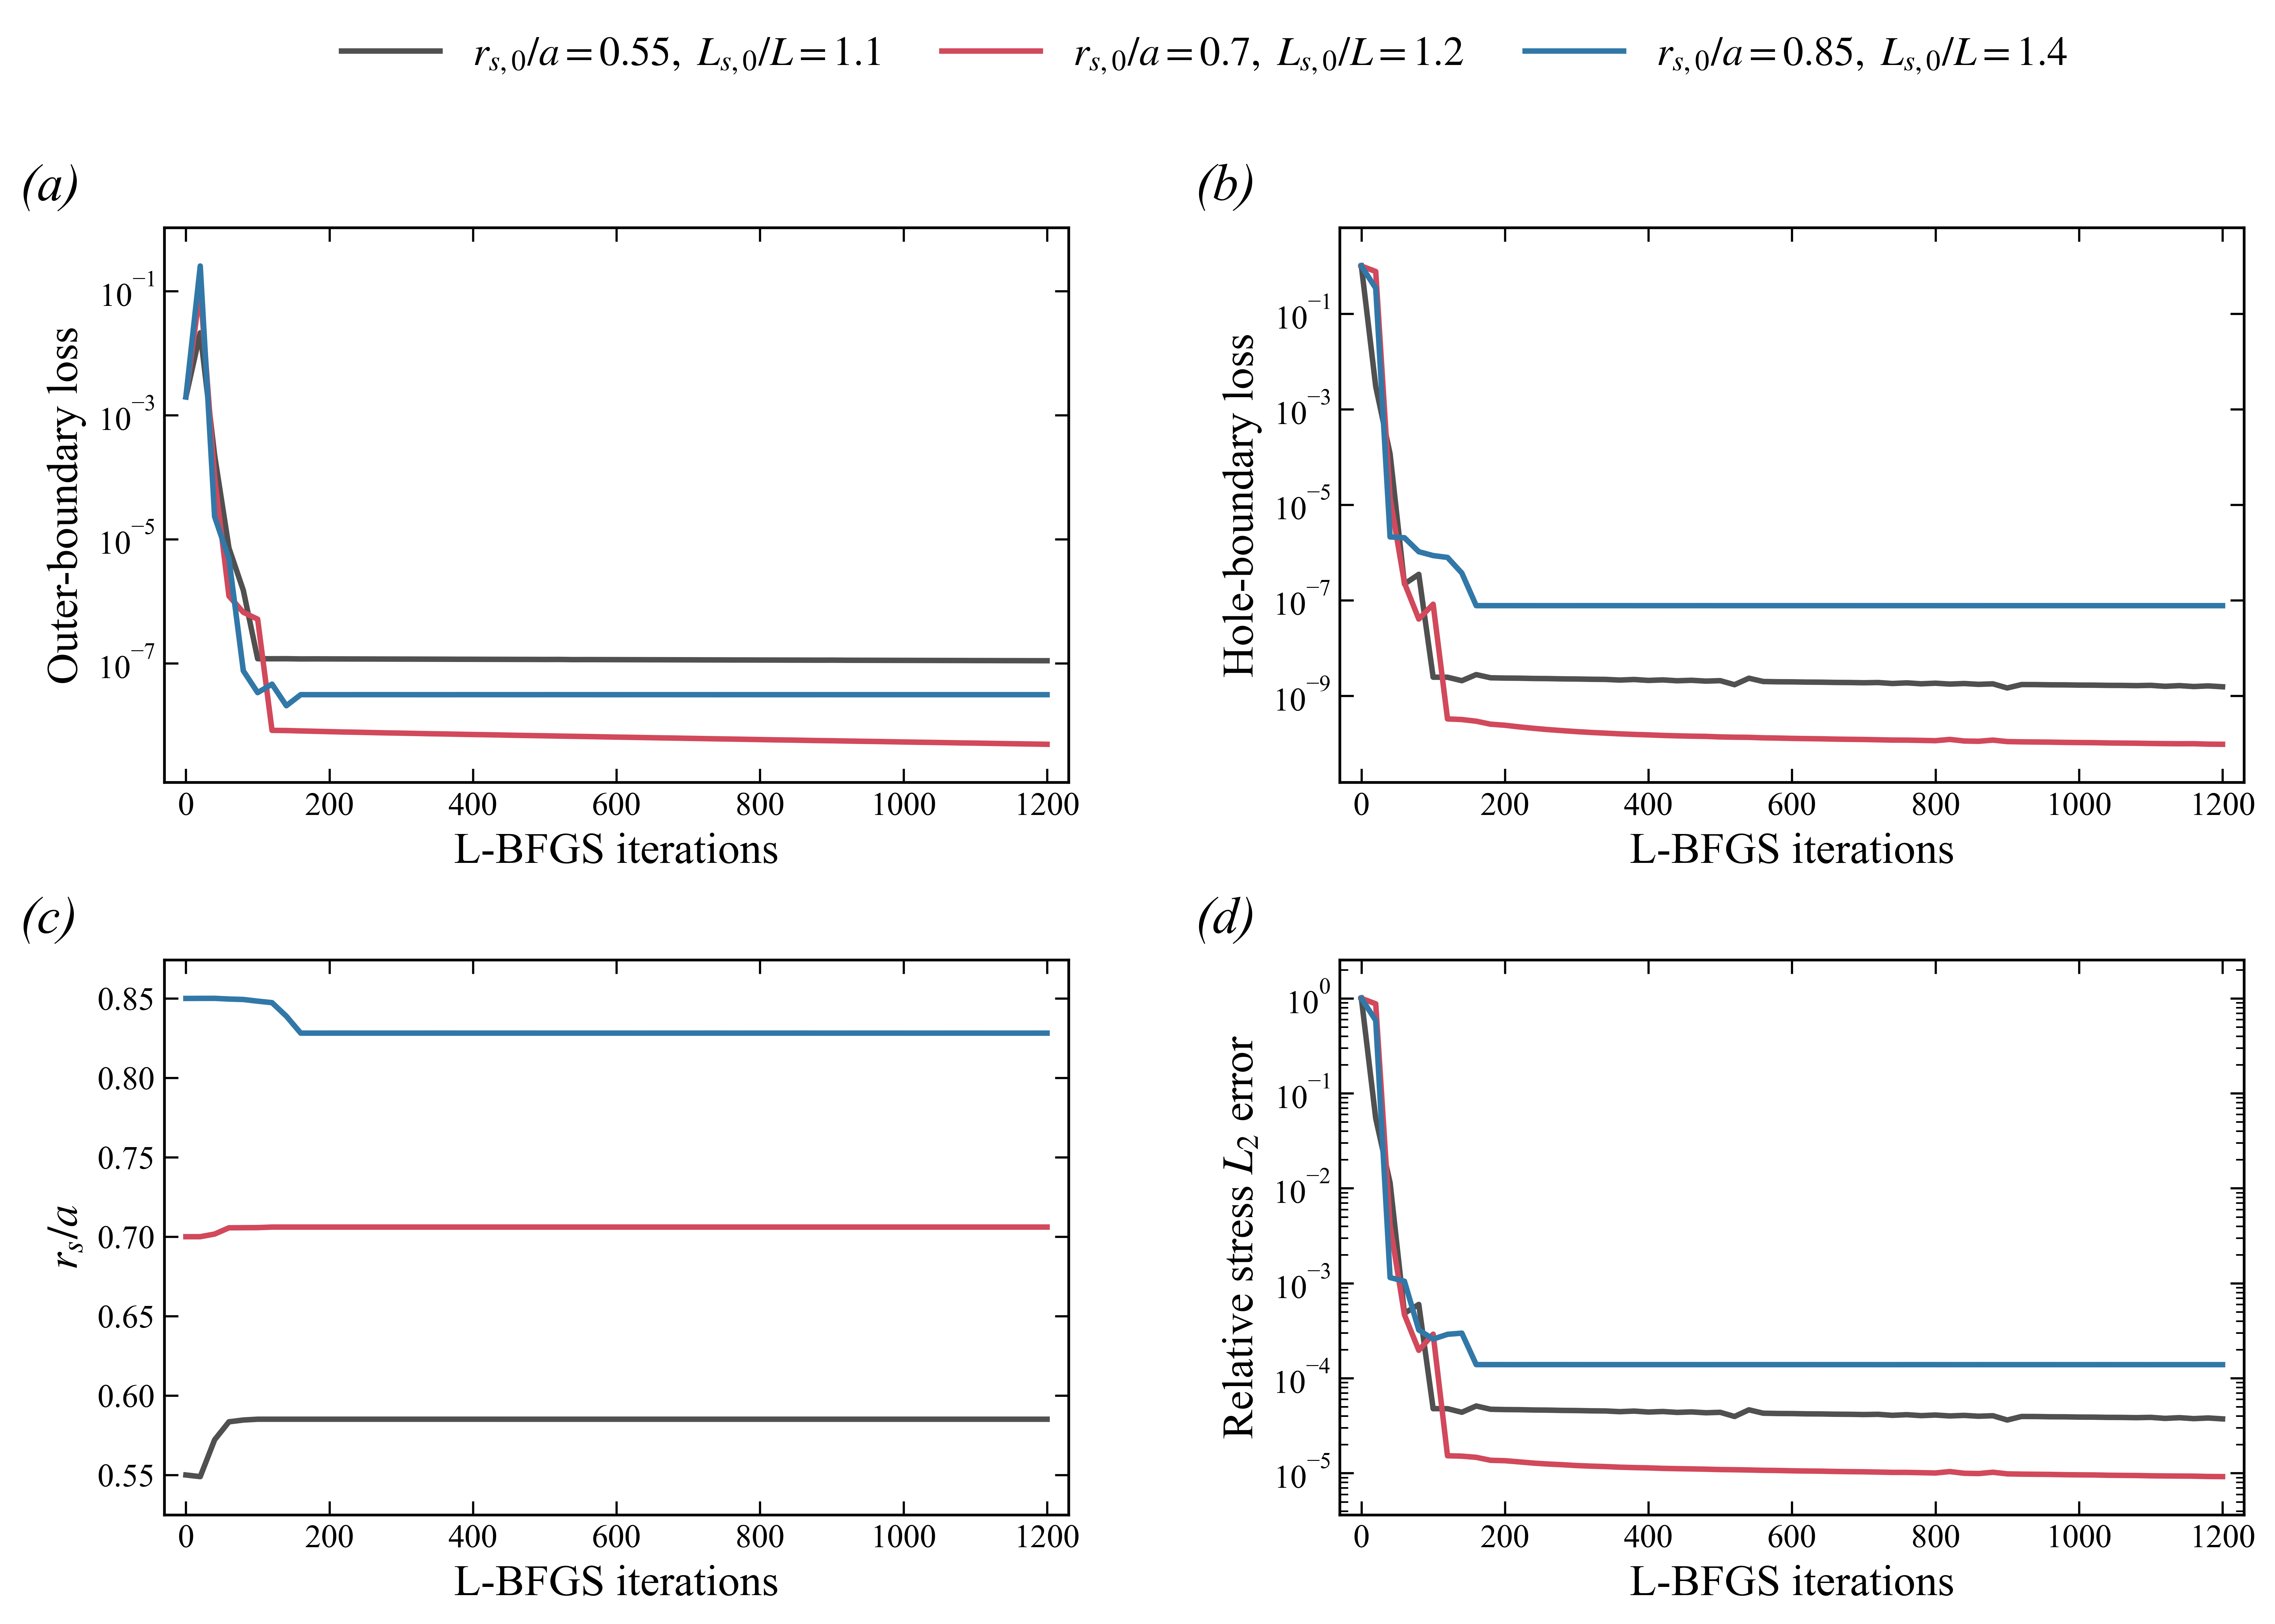 r_{s,0}/a=0.55, L_{s,0}/L=1.1 r_{s,0}/a=0.7, L_{s,0}/L=1.2 r_{s,0}/a=0.85, L_{s,0}/L=1.4
(a)
Outer-boundary loss
10^{-1}
10^{-3}
10^{-5}
10^{-7}
0 200 400 600 800 1000 1200
L-BFGS iterations
(b)
Hole-boundary loss
10^{-1}
10^{-3}
10^{-5}
10^{-7}
10^{-9}
0 200 400 600 800 1000 1200
L-BFGS iterations
(c)
r_s/a
0.85
0.80
0.75
0.70
0.65
0.60
0.55
0 200 400 600 800 1000 1200
L-BFGS iterations
(d)
Relative stress L_2 error
10^0
10^{-1}
10^{-2}
10^{-3}
10^{-4}
10^{-5}
0 200 400 600 800 1000 1200
L-BFGS iterations